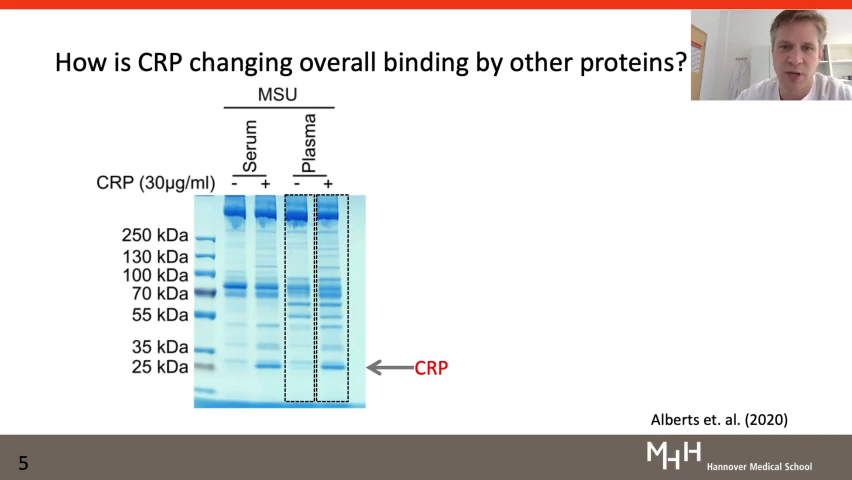 How is CRP changing overall binding by other proteins?
MSU
Serum
Plasma
CRP (30µg/ml) - + - +
250 kDa
130 kDa
100 kDa
70 kDa
55 kDa
35 kDa
25 kDa
CRP
Alberts et. al. (2020)
5
MHH Hannover Medical School